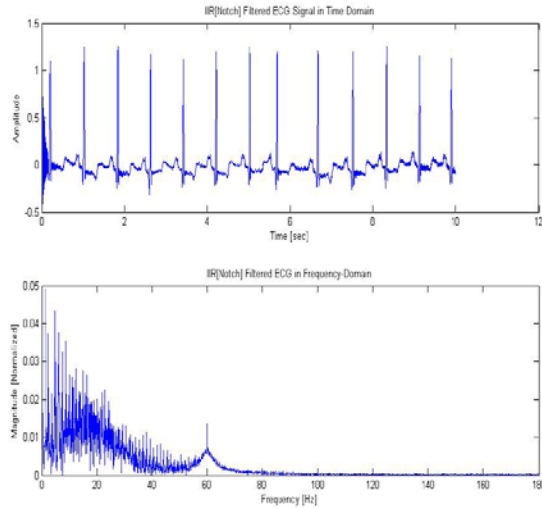 IIR[Notch] Filtered ECG Signal in Time Domain
1.5
1
0.5
0
-0.5
Amplitude
0 2 4 6 8 10 12
Time [sec]
IIR[Notch] Filtered ECG in Frequency-Domain
0.05
0.04
0.03
0.02
0.01
0
Magnitude [Normalized]
0 20 40 60 80 100 120 140 160 180
Frequency [Hz]